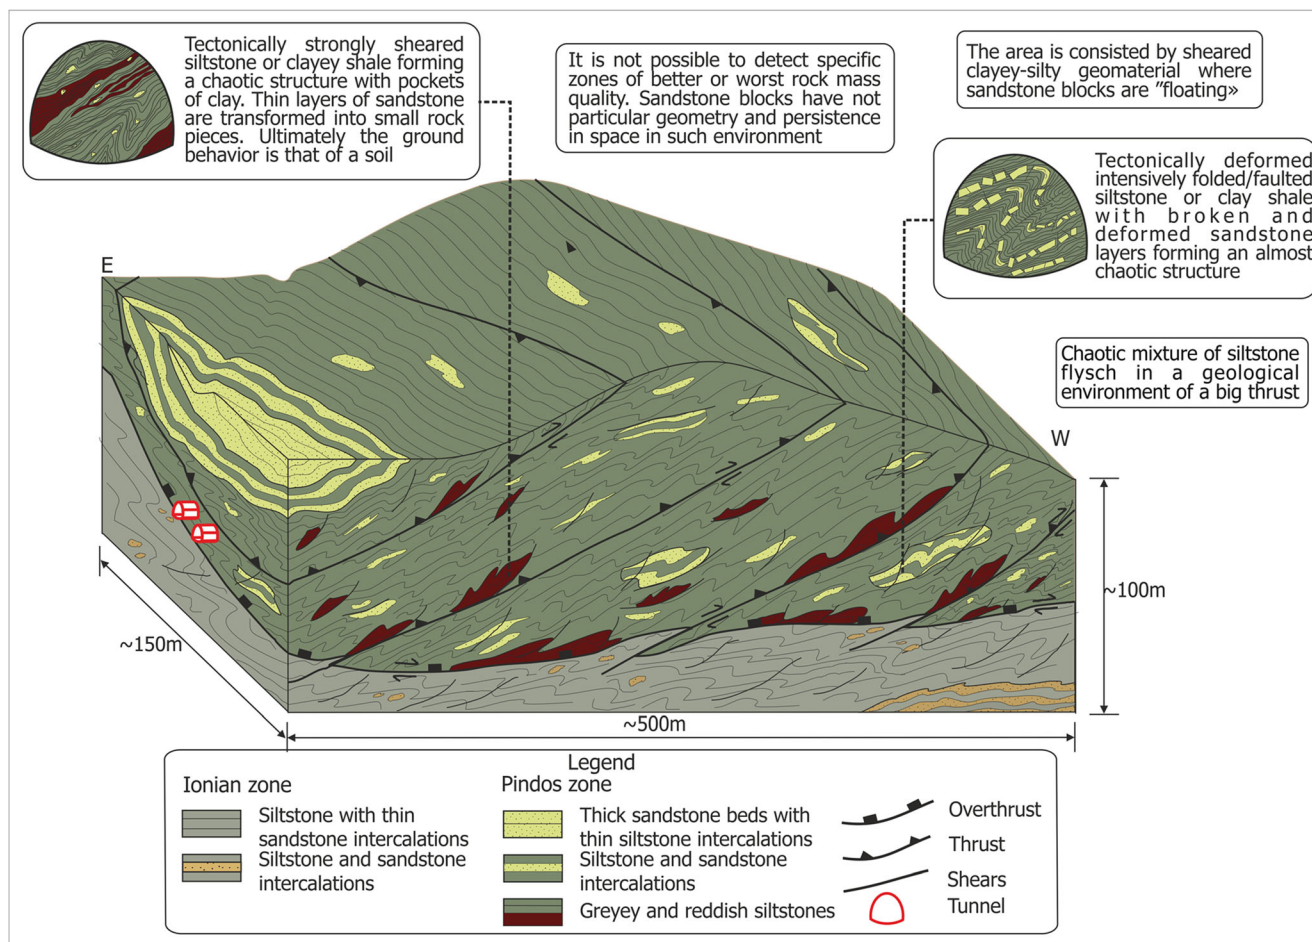 Tectonically strongly sheared
siltstone or clayey shale forming
a chaotic structure with pockets
of clay. Thin layers of sandstone
are transformed into small rock
pieces. Ultimately the ground
behavior is that of a soil
It is not possible to detect specific
zones of better or worst rock mass
quality. Sandstone blocks have not
particular geometry and persistence
in space in such environment
The area is consisted by sheared
clayey-silty geomaterial where
sandstone blocks are ”floating»
Tectonically deformed
intensively folded/faulted
siltstone or clay shale
with broken and
deformed sandstone
layers forming an almost
chaotic structure
Chaotic mixture of siltstone
flysch in a geological
environment of a big thrust
E
W
~100m
~150m
~500m
Legend
Ionian zone
Siltstone with thin
sandstone intercalations
Siltstone and sandstone
intercalations
Pindos zone
Thick sandstone beds with
thin siltstone intercalations
Siltstone and sandstone
intercalations
Greyey and reddish siltstones
Overthrust
Thrust
Shears
Tunnel